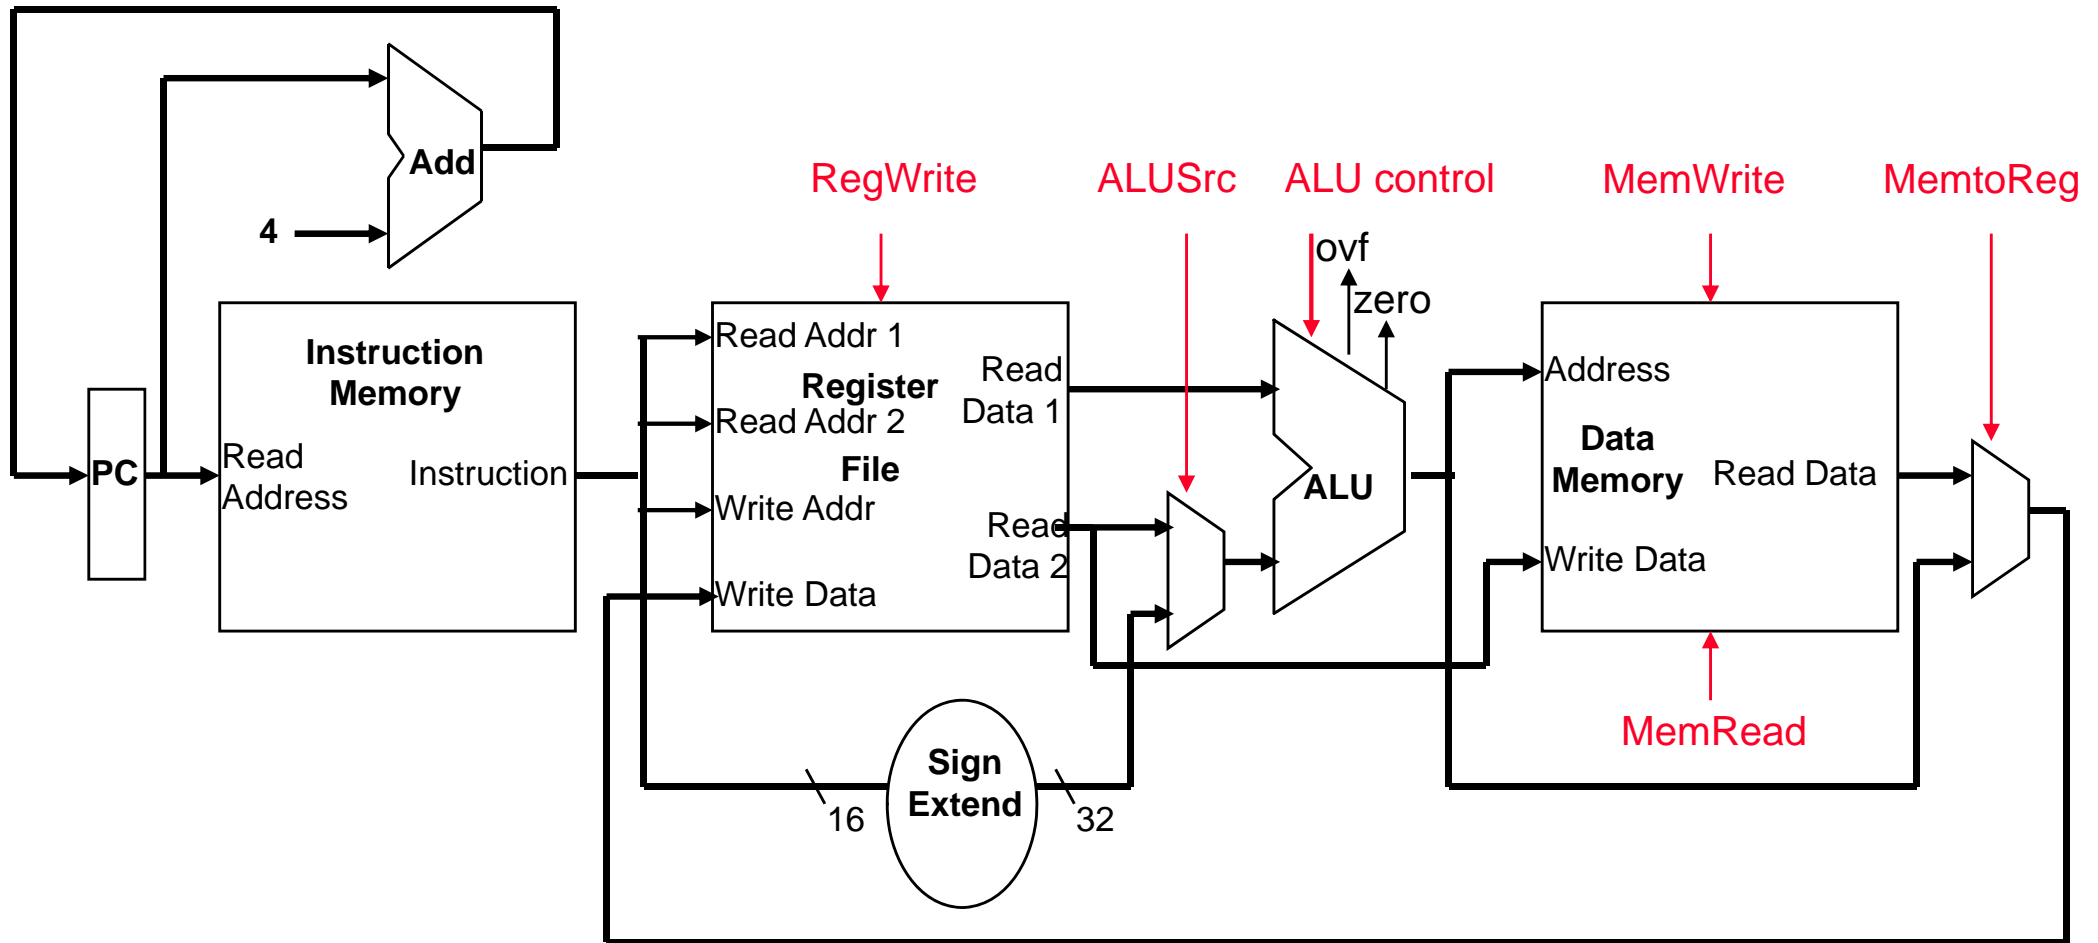 Add
4
RegWrite
ALUSrc
ALU control
MemWrite
MemtoReg
ovf
zero
Instruction
Memory
Read
Address
Instruction
PC
Read Addr 1
Register
Read Addr 2
File
Write Addr
Write Data
Read
Data 1
Read
Data 2
ALU
Address
Data
Memory
Read Data
Write Data
MemRead
Sign
Extend
16
32